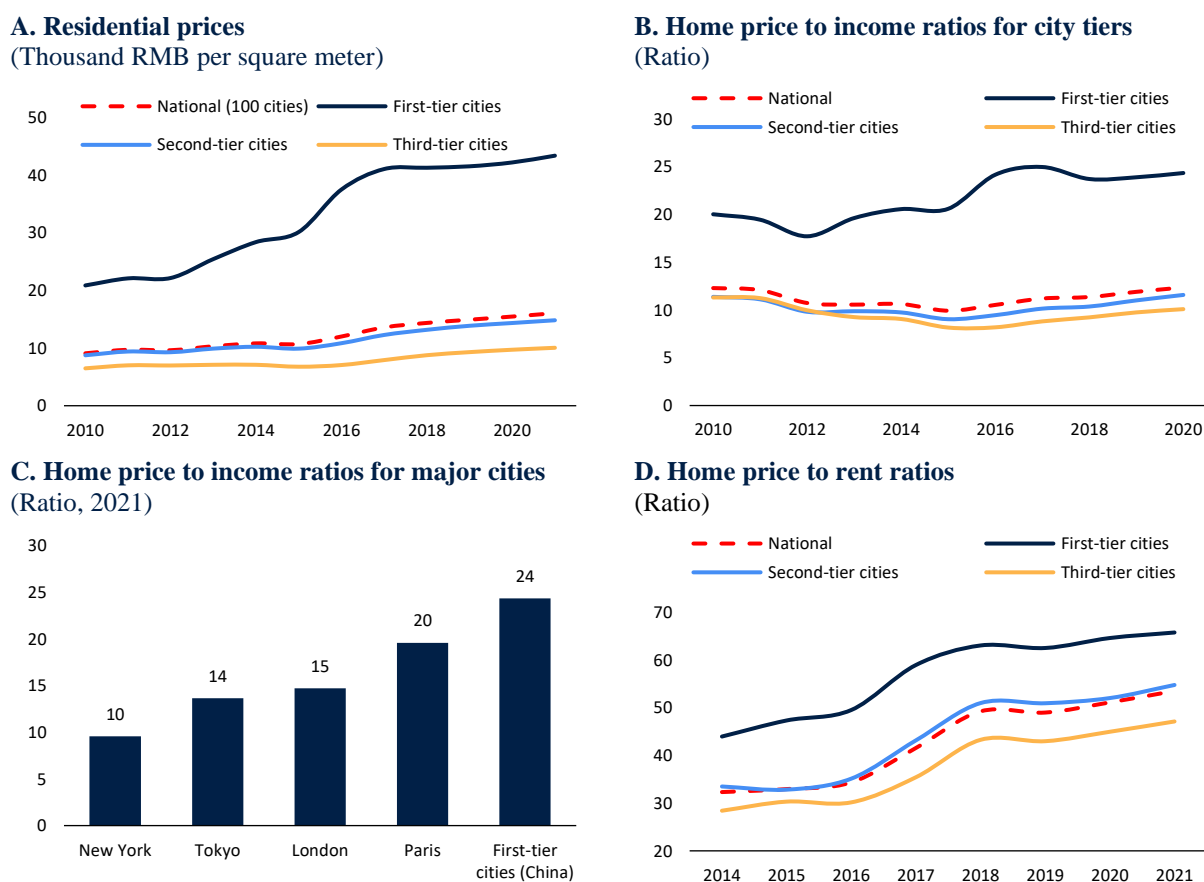 A. Residential prices
(Thousand RMB per square meter)
National (100 cities) First-tier cities
Second-tier cities Third-tier cities
50
40
30
20
10
0
2010 2012 2014 2016 2018 2020
B. Home price to income ratios for city tiers
(Ratio)
National First-tier cities
Second-tier cities Third-tier cities
30
25
20
15
10
5
0
2010 2012 2014 2016 2018 2020
C. Home price to income ratios for major cities
(Ratio, 2021)
30
25
20
15
10
5
0
10 14 15 20 24
New York Tokyo London Paris First-tier
cities (China)
D. Home price to rent ratios
(Ratio)
National First-tier cities
Second-tier cities Third-tier cities
70
60
50
40
30
20
2014 2015 2016 2017 2018 2019 2020 2021